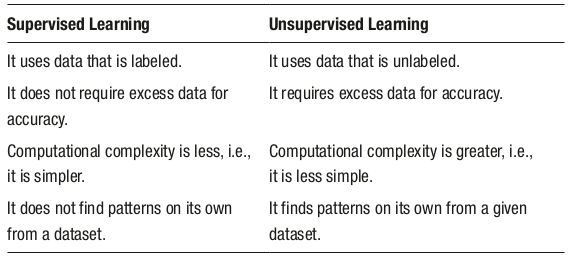 Supervised Learning Unsupervised Learning
It uses data that is labeled. It uses data that is unlabeled.
It does not require excess data for It requires excess data for accuracy.
accuracy.
Computational complexity is less, i.e., Computational complexity is greater, i.e.,
it is simpler. it is less simple.
It does not find patterns on its own It finds patterns on its own from a given
from a dataset. dataset.